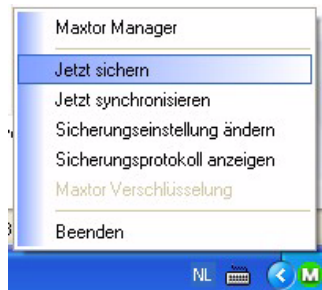 Maxtor Manager
Jetzt sichern
Jetzt synchronisieren
Sicherungseinstellung ändern
Sicherungsprotokoll anzeigen
Maxtor Verschlüsselung
Beenden
NL